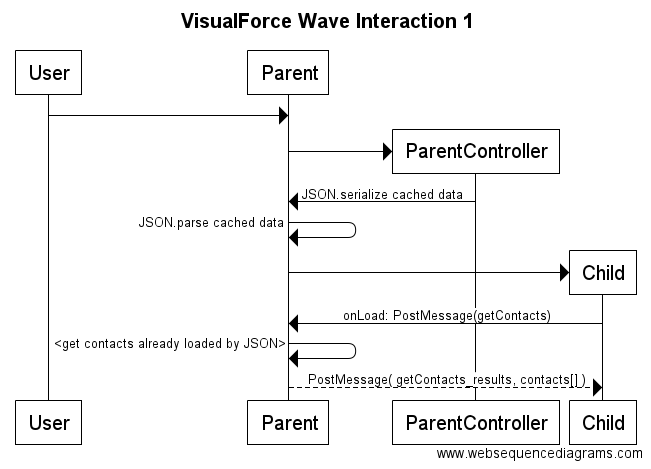 VisualForce Wave Interaction 1
User
Parent
ParentController
JSON.serialize cached data
JSON.parse cached data
Child
onLoad: PostMessage(getContacts)
<get contacts already loaded by JSON>
PostMessage( getContacts_results, contacts[] )
User
Parent
ParentController
Child
www.websequencediagrams.com